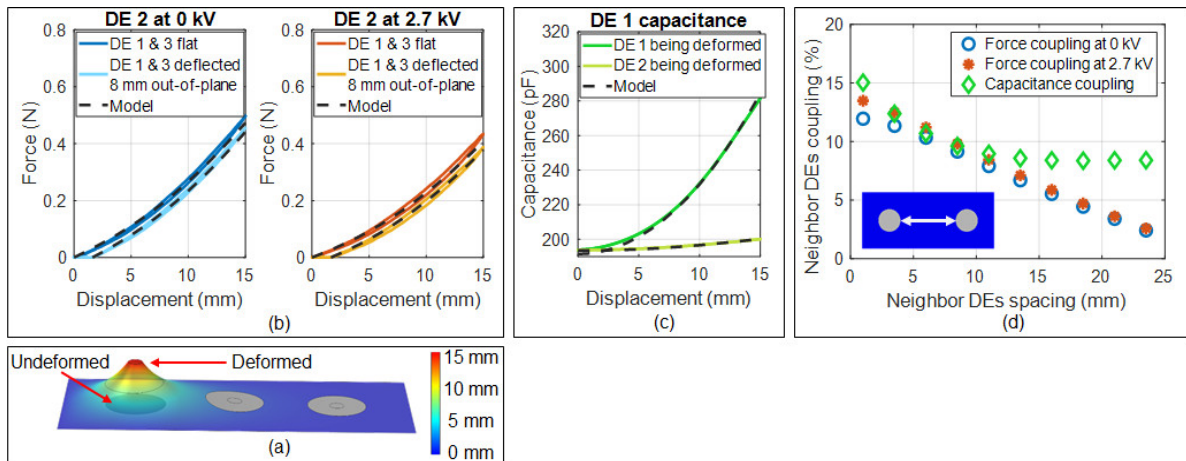 DE 2 at 0 kV
0.8
0.6
0.4
0.2
0
Force (N)
DE 1 & 3 flat
DE 1 & 3 deflected
8 mm out-of-plane
Model
0 5 10 15
Displacement (mm)
DE 2 at 2.7 kV
0.8
0.6
0.4
0.2
0
Force (N)
DE 1 & 3 flat
DE 1 & 3 deflected
8 mm out-of-plane
Model
0 5 10 15
Displacement (mm)
(b)
DE 1 capacitance
320
300
280
260
240
220
200
Capacitance (pF)
DE 1 being deformed
DE 2 being deformed
Model
0 5 10 15
Displacement (mm)
(c)
20
15
10
5
0
Neighbor DEs coupling (%)
Force coupling at 0 kV
Force coupling at 2.7 kV
Capacitance coupling
0 5 10 15 20 25
Neighbor DEs spacing (mm)
(d)
Undeformed
Deformed
15 mm
10 mm
5 mm
0 mm
(a)